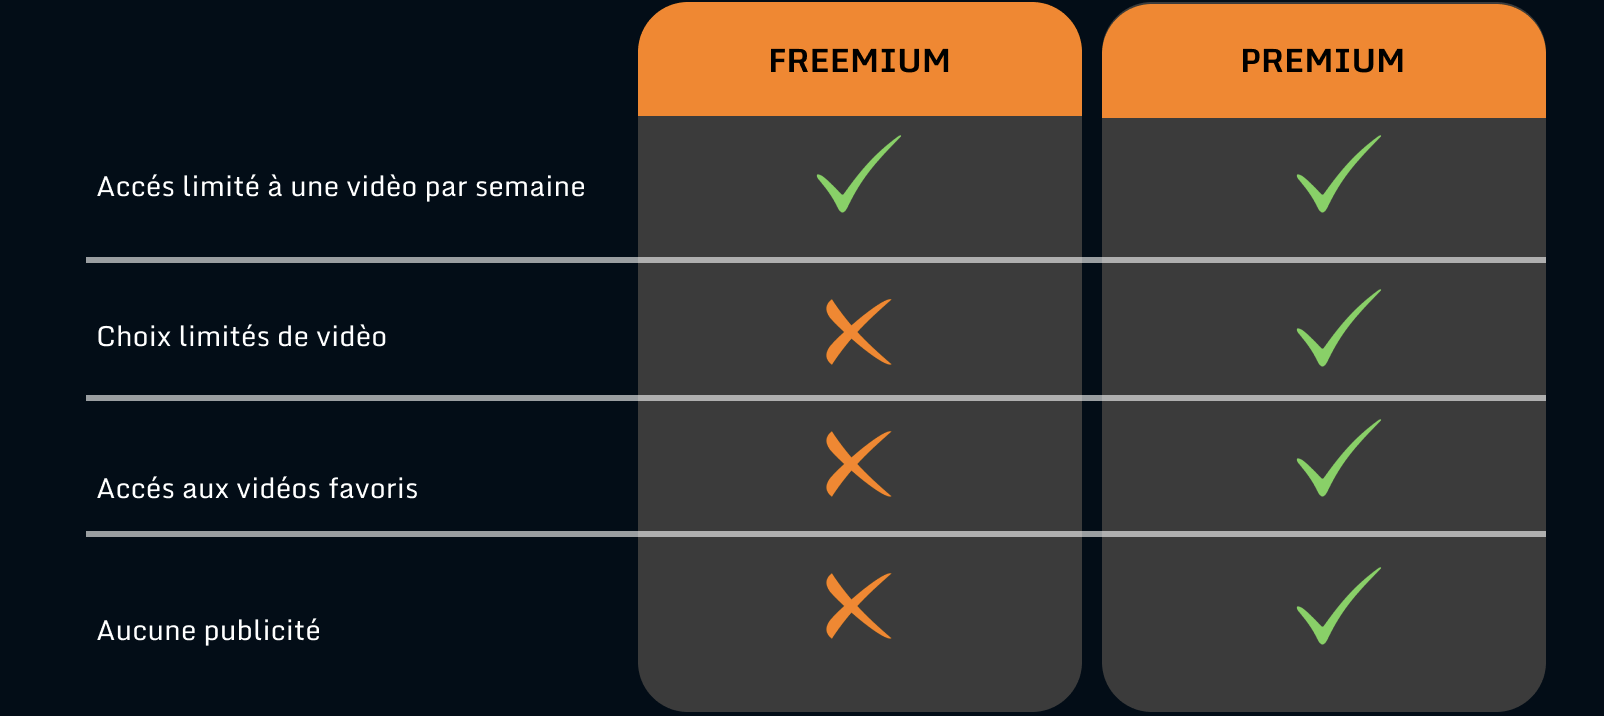 FREEMIUM
PREMIUM
Accés limité à une vidèo par semaine
Choix limités de vidèo
Accés aux vidéos favoris
Aucune publicité